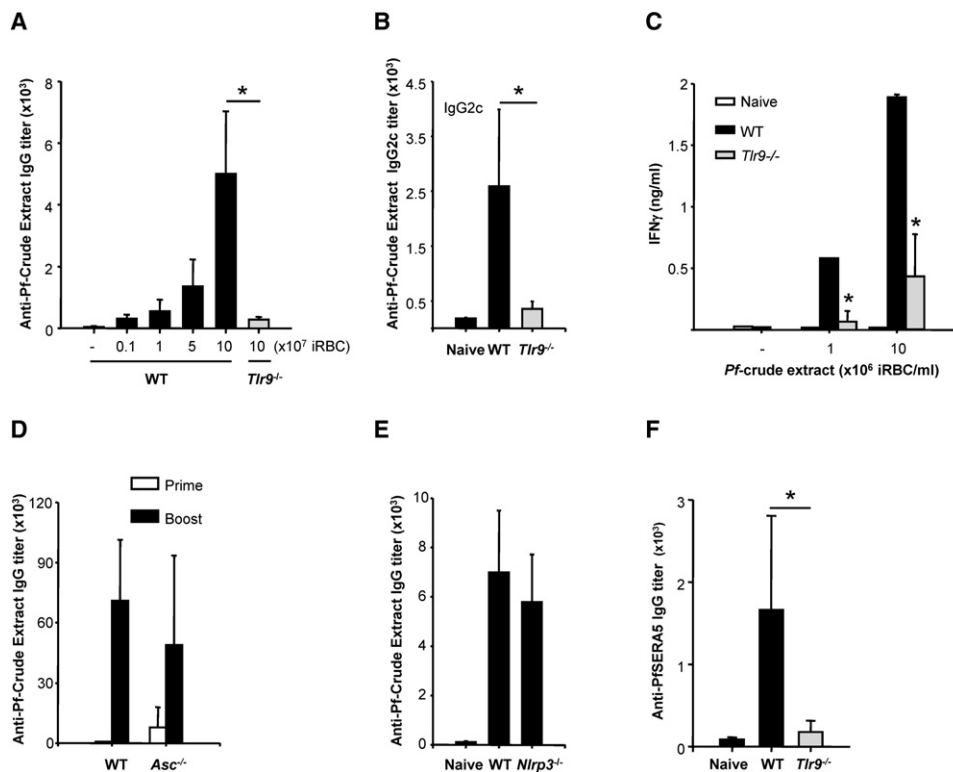 A
Anti-Pf-Crude Extract IgG titer (x10³)
8
6
4
2
0
*
- 0.1 1 5 10 10 (x10⁷ iRBC)
WT Tlr9-/-
B
Anti-Pf-Crude Extract IgG2c titer (x10³)
4.5
3.5
2.5
1.5
0.5
IgG2c
*
Naive WT Tlr9-/-
C
IFNγ (ng/ml)
2
1
0.5
0
Naive
WT
Tlr9-/-
*
*
- 1 10
Pf-crude extract (x10⁶ iRBC/ml)
D
Anti-Pf-Crude Extract IgG titer (x10³)
120
90
60
30
0
Prime
Boost
WT Asc-/-
E
Anti-Pf-Crude Extract IgG titer (x10³)
10
8
6
4
2
0
Naive WT Nlrp3-/-
F
Anti-PfSERA5 IgG titer (x10³)
3
2
1
0
*
Naive WT Tlr9-/-